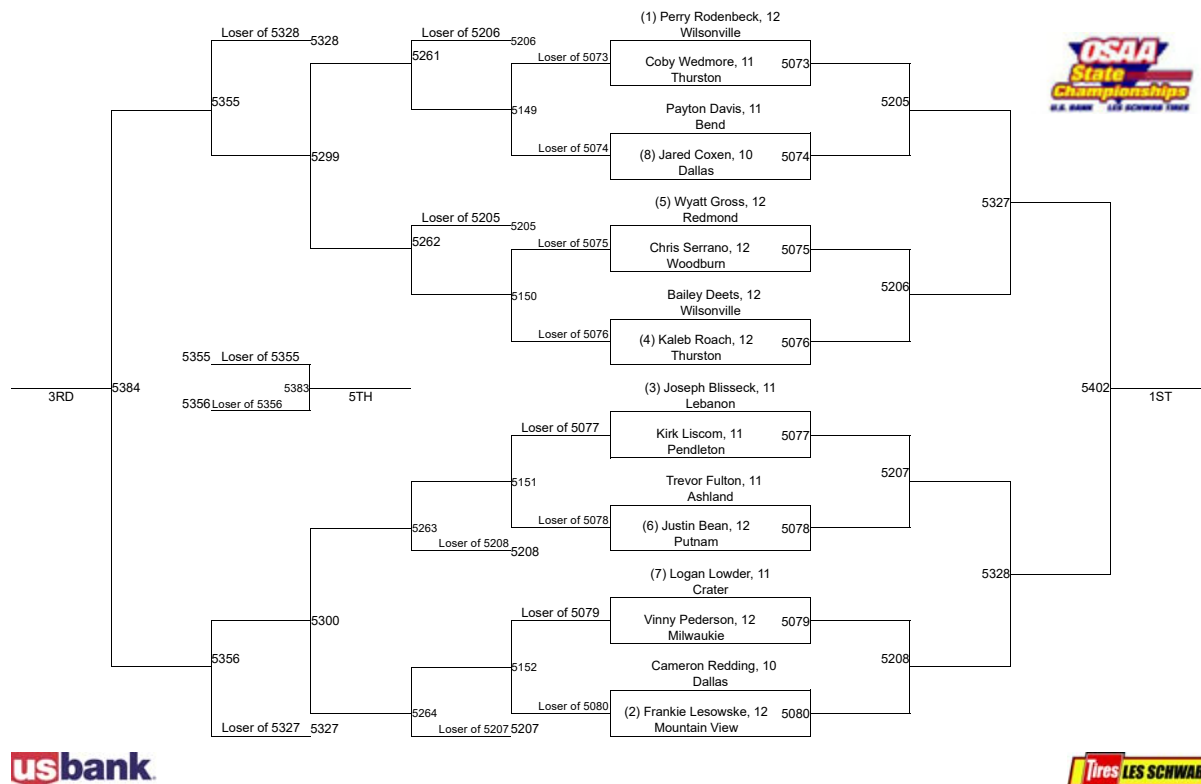 (1) Perry Rodenbeck, 12
Wilsonville
Loser of 5328
5328
Loser of 5206
5206
Loser of 5073
Coby Wedmore, 11
Thurston
5073
5261
OSAA
State
Championships
U.S. BANK LES SCHWAB TIRES
5355
5149
Payton Davis, 11
Bend
5205
5299
Loser of 5074
(8) Jared Coxen, 10
Dallas
5074
(5) Wyatt Gross, 12
Redmond
5327
Loser of 5205
5205
5262
Loser of 5075
Chris Serrano, 12
Woodburn
5075
5150
Bailey Deets, 12
Wilsonville
5206
Loser of 5076
(4) Kaleb Roach, 12
Thurston
5076
5355
Loser of 5355
3RD
5384
5383
5TH
(3) Joseph Blisseck, 11
Lebanon
5402
1ST
5356
Loser of 5356
Loser of 5077
Kirk Liscom, 11
Pendleton
5077
5151
Trevor Fulton, 11
Ashland
5207
5263
Loser of 5078
(6) Justin Bean, 12
Putnam
5078
Loser of 5208
5208
(7) Logan Lowder, 11
Crater
5328
5300
Loser of 5079
Vinny Pederson, 12
Milwaukie
5079
5356
5152
Cameron Redding, 10
Dallas
5208
5264
Loser of 5080
(2) Frankie Lesowske, 12
Mountain View
5080
Loser of 5327
5327
Loser of 5207
5207
usbank.
Tires LES SCHWAB